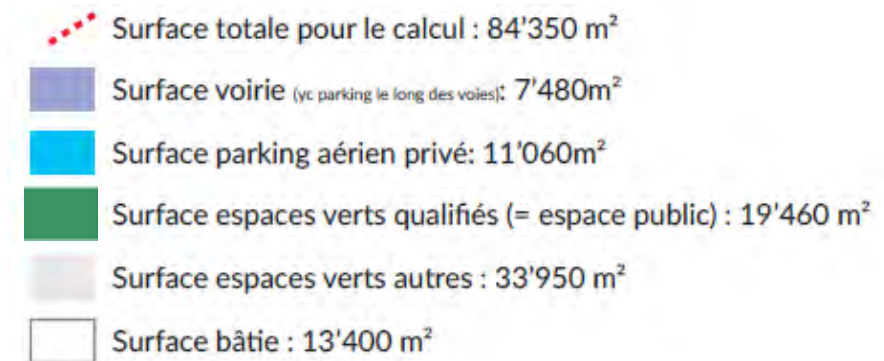 Surface totale pour le calcul : 84'350 m²
Surface voirie (yc parking le long des voies): 7'480m²
Surface parking aérien privé: 11'060m²
Surface espaces verts qualifiés (= espace public) : 19'460 m²
Surface espaces verts autres : 33'950 m²
Surface bâtie : 13'400 m²